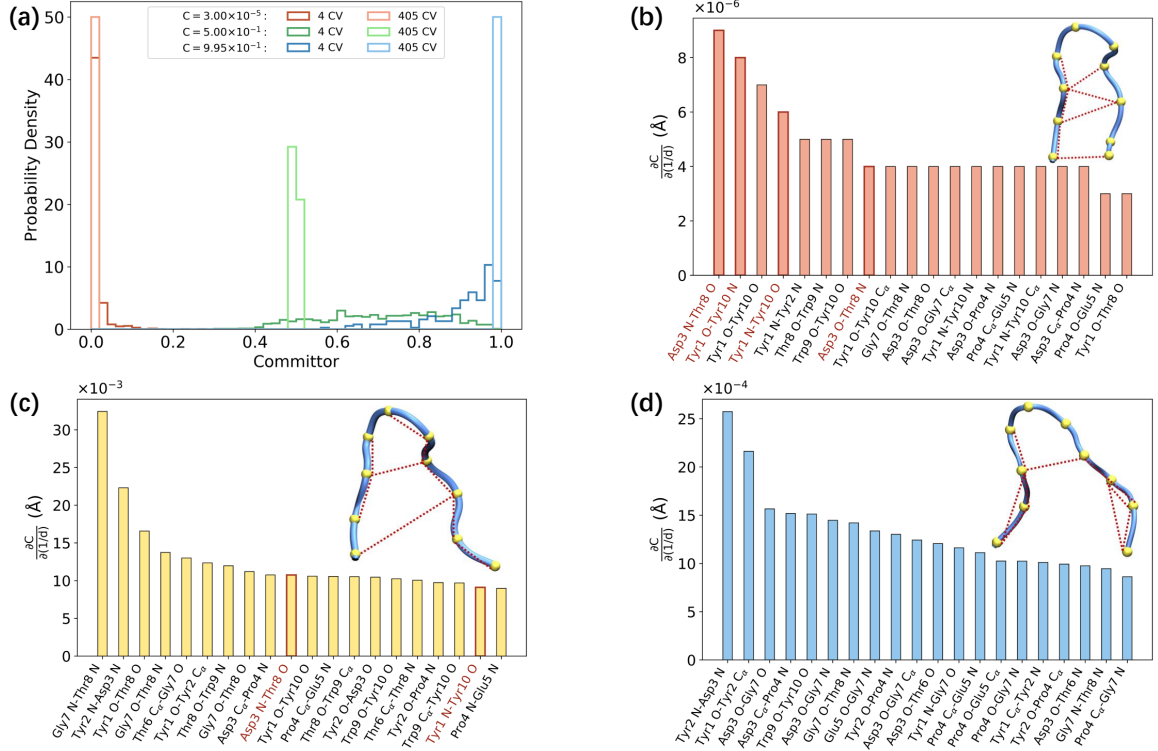 (a)
50
40
30
20
10
0
Probability Density
0.0 0.2 0.4 0.6 0.8 1.0
Committor
C = 3.00×10⁻⁵ : 4 CV 405 CV
C = 5.00×10⁻¹ : 4 CV 405 CV
C = 9.95×10⁻¹ : 4 CV 405 CV
(b)
×10⁻⁶
8
6
4
2
0
∂C/∂(1/d) (Å)
Asp3 N-Thr8 O
Tyr1 O-Tyr10 N
Tyr1 O-Tyr10 O
Tyr1 N-Tyr10 O
Tyr1 N-Tyr2 N
Thr8 O-Trp9 N
Trp9 O-Tyr10 O
Asp3 O-Thr8 N
Tyr1 O-Tyr10 Cα
Gly7 O-Thr8 N
Asp3 O-Thr8 O
Asp3 O-Gly7 Cα
Tyr1 N-Tyr10 N
Asp3 O-Pro4 N
Pro4 Cα-Glu5 N
Tyr1 N-Tyr10 Cα
Asp3 O-Gly7 N
Asp3 Cα-Pro4 N
Pro4 O-Glu5 N
Tyr1 O-Thr8 O
(c)
×10⁻³
30
25
20
15
10
5
0
∂C/∂(1/d) (Å)
Gly7 N-Thr8 N
Tyr2 N-Asp3 N
Tyr1 O-Thr8 O
Gly7 O-Thr8 N
Thr6 Cα-Gly7 O
Tyr1 O-Tyr2 Cα
Thr8 O-Trp9 N
Gly7 O-Thr8 O
Asp3 Cα-Pro4 N
Asp3 N-Thr8 O
Tyr1 O-Tyr10 O
Pro4 Cα-Glu5 N
Thr8 O-Trp9 Cα
Tyr2 O-Asp3 O
Trp9 O-Tyr10 O
Thr6 Cα-Thr8 N
Tyr2 O-Pro4 N
Trp9 Cα-Tyr10 O
Tyr1 N-Tyr10 O
Pro4 N-Glu5 N
(d)
×10⁻⁴
25
20
15
10
5
0
∂C/∂(1/d) (Å)
Tyr2 N-Asp3 N
Tyr1 O-Tyr2 Cα
Asp3 O-Gly7 O
Asp3 Cα-Pro4 N
Trp9 O-Tyr10 O
Asp3 O-Gly7 N
Gly7 O-Thr8 N
Glu5 O-Gly7 O
Tyr2 O-Pro4 N
Asp3 O-Gly7 Cα
Asp3 O-Thr6 O
Tyr1 N-Gly7 O
Pro4 Cα-Glu5 N
Pro4 O-Glu5 Cα
Pro4 O-Gly7 N
Tyr1 Cα-Tyr2 N
Tyr2 O-Pro4 Cα
Asp3 O-Thr6 N
Gly7 N-Thr8 N
Pro4 Cα-Gly7 N